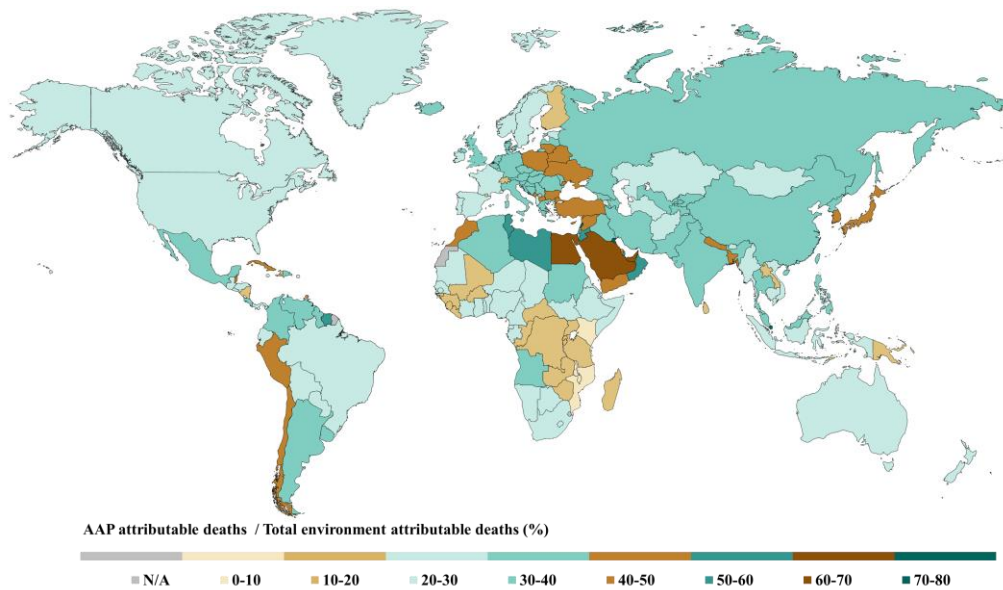 AAP attributable deaths / Total environment attributable deaths (%)
N/A 0-10 10-20 20-30 30-40 40-50 50-60 60-70 70-80